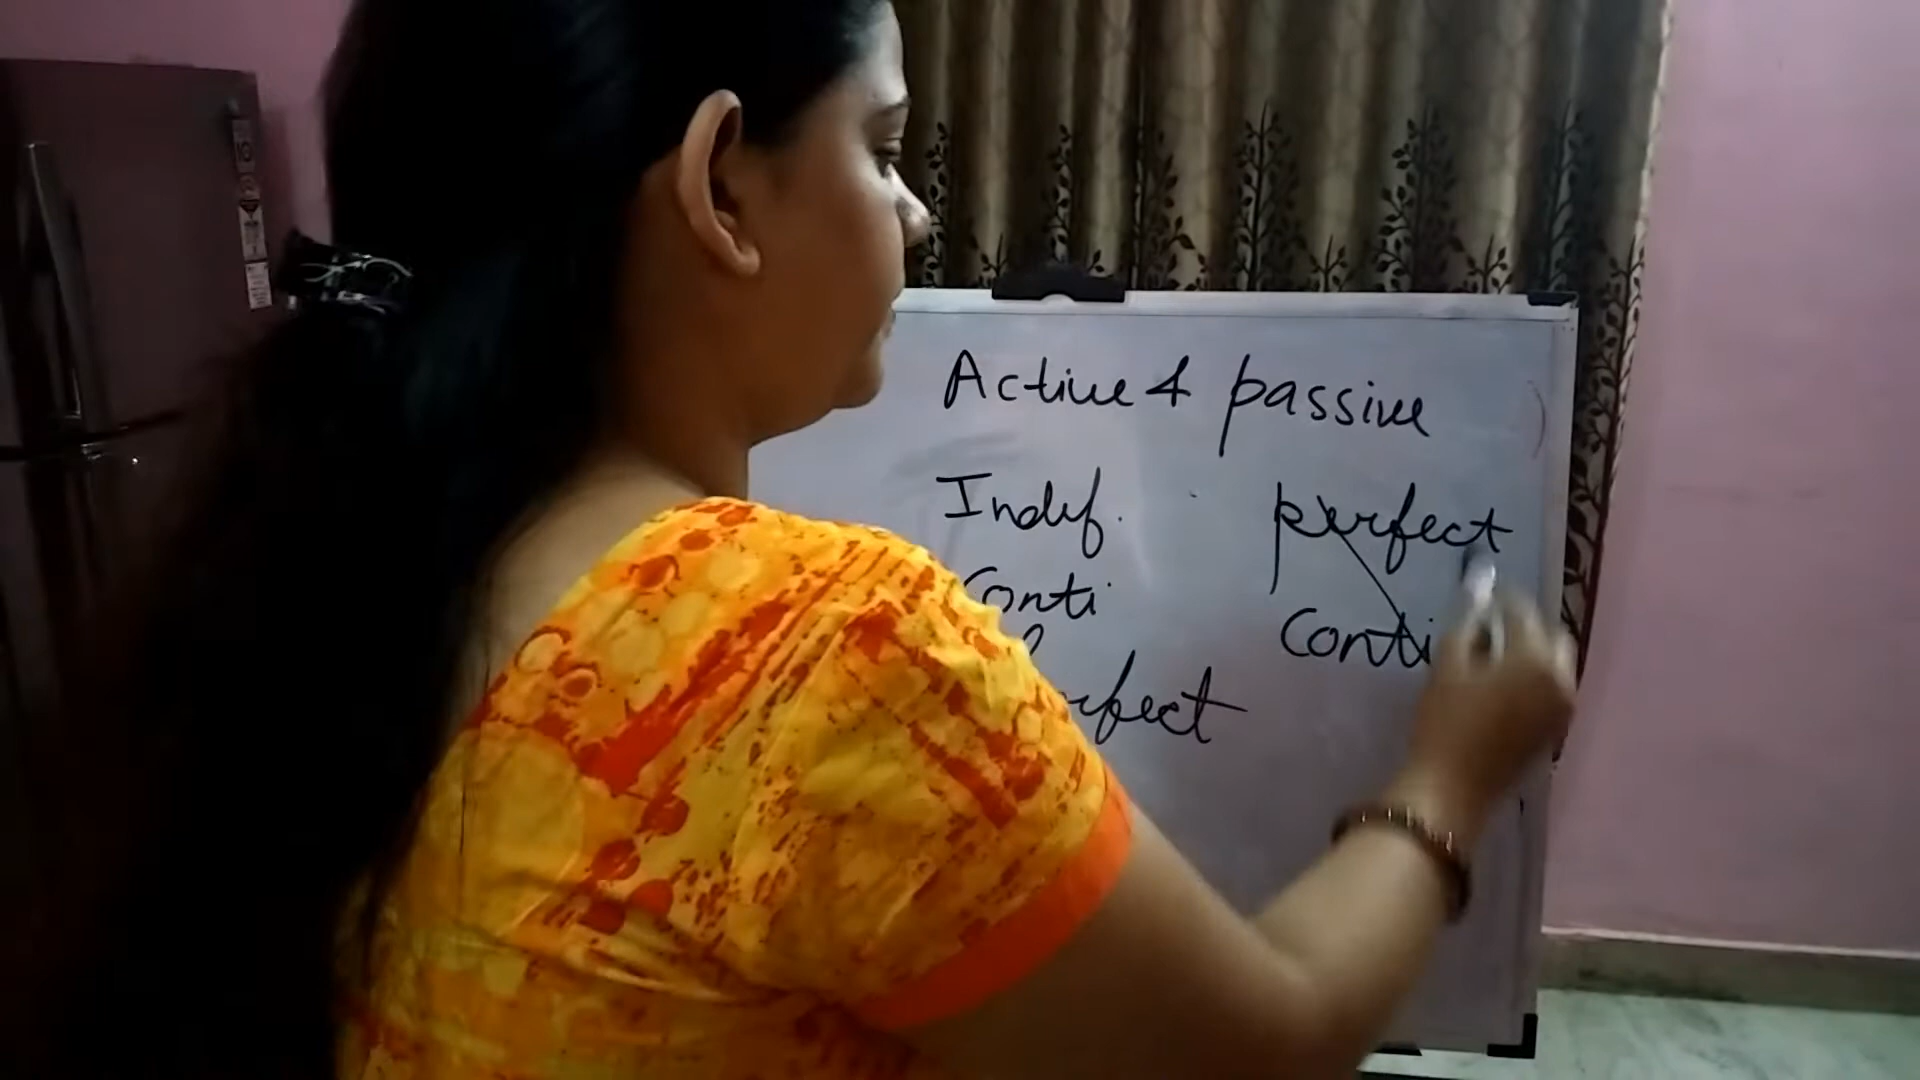 Active & passive
Indef.
Conti
perfect
Conti